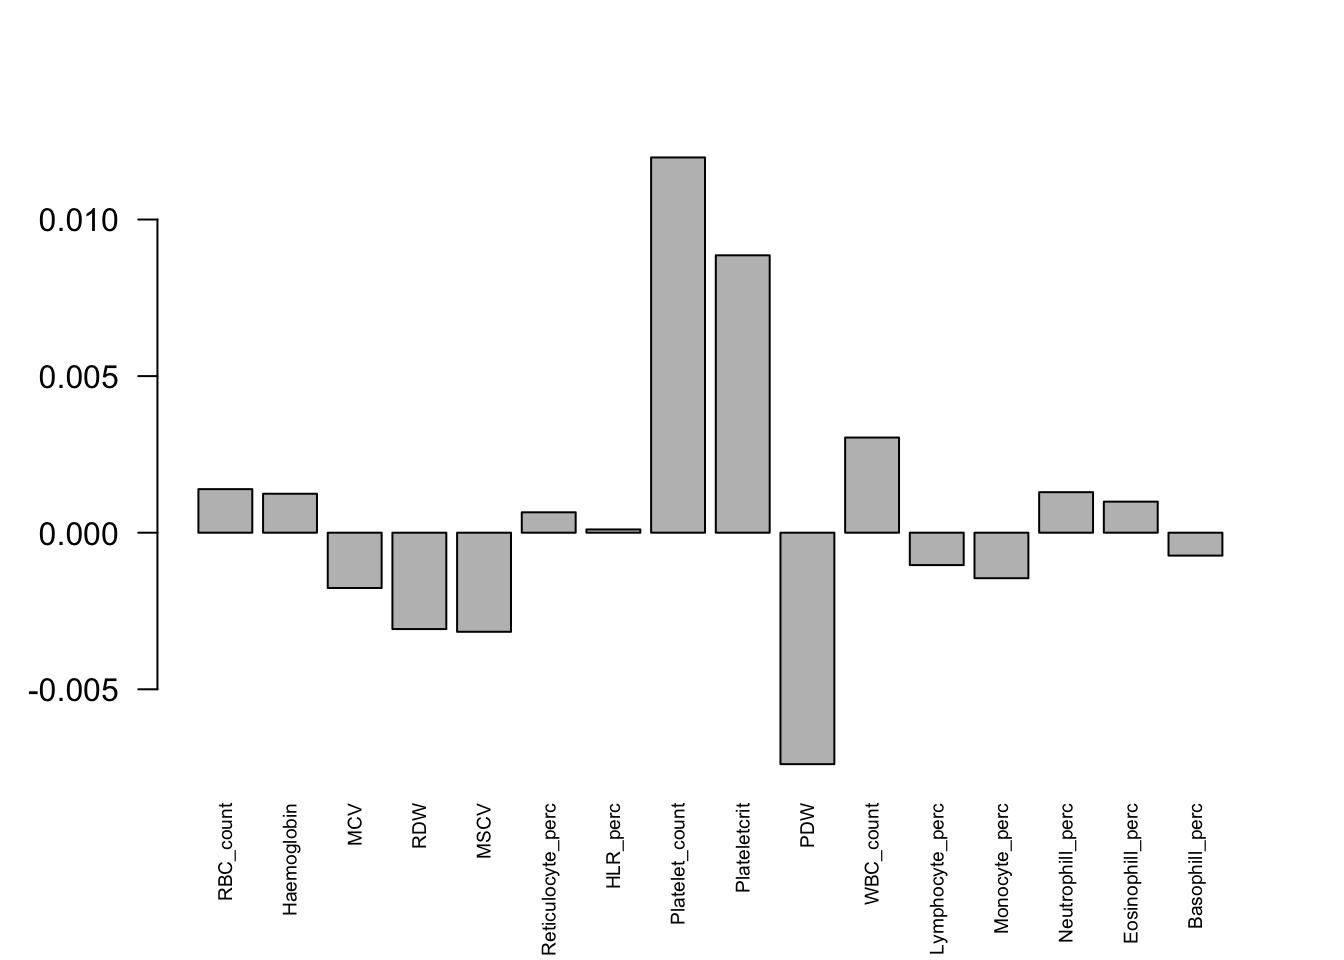 0.010
0.005
0.000
-0.005
RBC_count
Haemoglobin
MCV
RDW
MSCV
Reticulocyte_perc
HLR_perc
Platelet_count
Plateletcrit
PDW
WBC_count
Lymphocyte_perc
Monocyte_perc
Neutrophill_perc
Eosinophill_perc
Basophill_perc